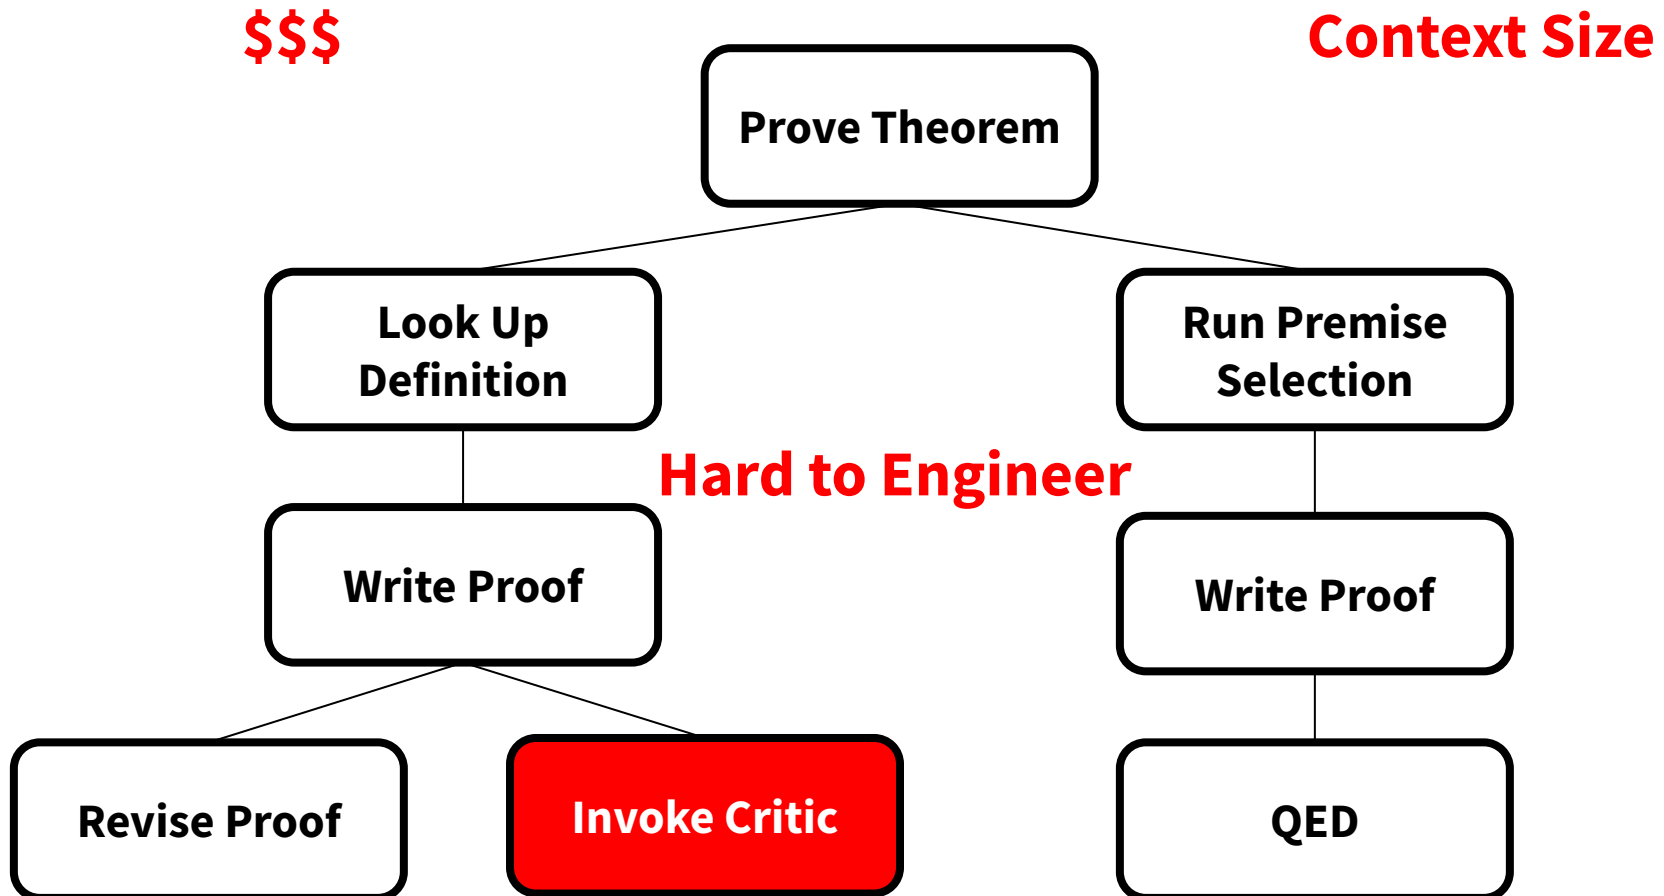 $$$
Context Size
Prove Theorem
Look Up
Definition
Run Premise
Selection
Hard to Engineer
Write Proof
Write Proof
Revise Proof
Invoke Critic
QED